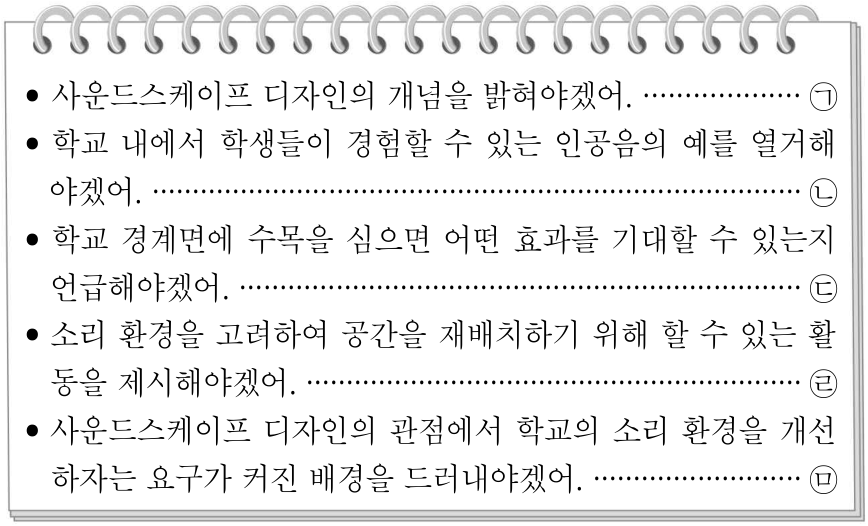 • 사운드스케이프 디자인의 개념을 밝혀야겠어. ………………… ㉠
• 학교 내에서 학생들이 경험할 수 있는 인공음의 예를 열거해
야겠어. ………………………………………………………………………… ㉡
• 학교 경계면에 수목을 심으면 어떤 효과를 기대할 수 있는지
언급해야겠어. ……………………………………………………………… ㉢
• 소리 환경을 고려하여 공간을 재배치하기 위해 할 수 있는 활
동을 제시해야겠어. ……………………………………………………… ㉣
• 사운드스케이프 디자인의 관점에서 학교의 소리 환경을 개선
하자는 요구가 커진 배경을 드러내야겠어. ……………………… ㉤